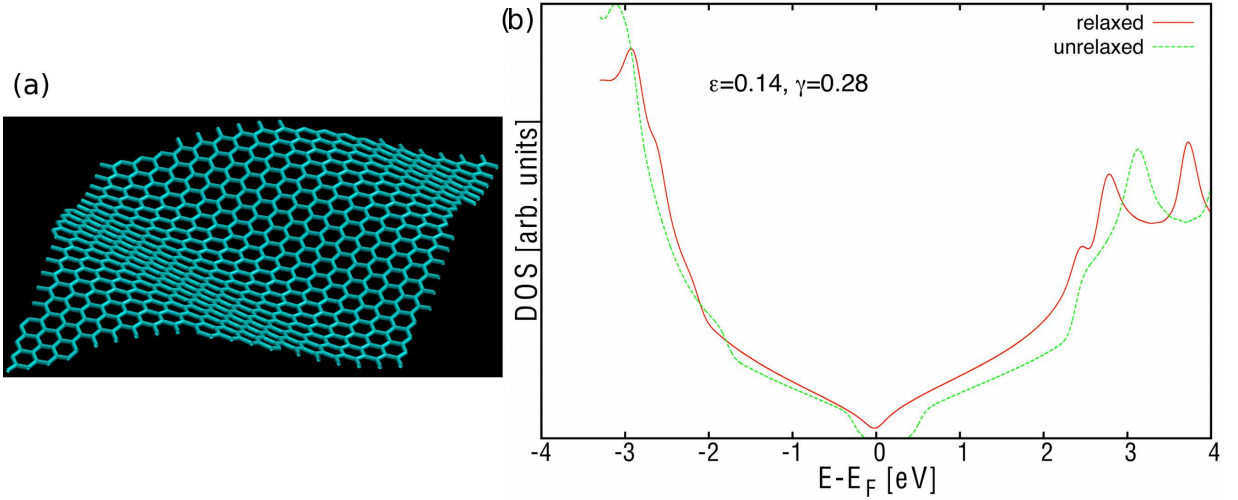 (a)
(b)
relaxed
unrelaxed
ε=0.14, γ=0.28
DOS [arb. units]
-4 -3 -2 -1 0 1 2 3 4
E-E_F [eV]